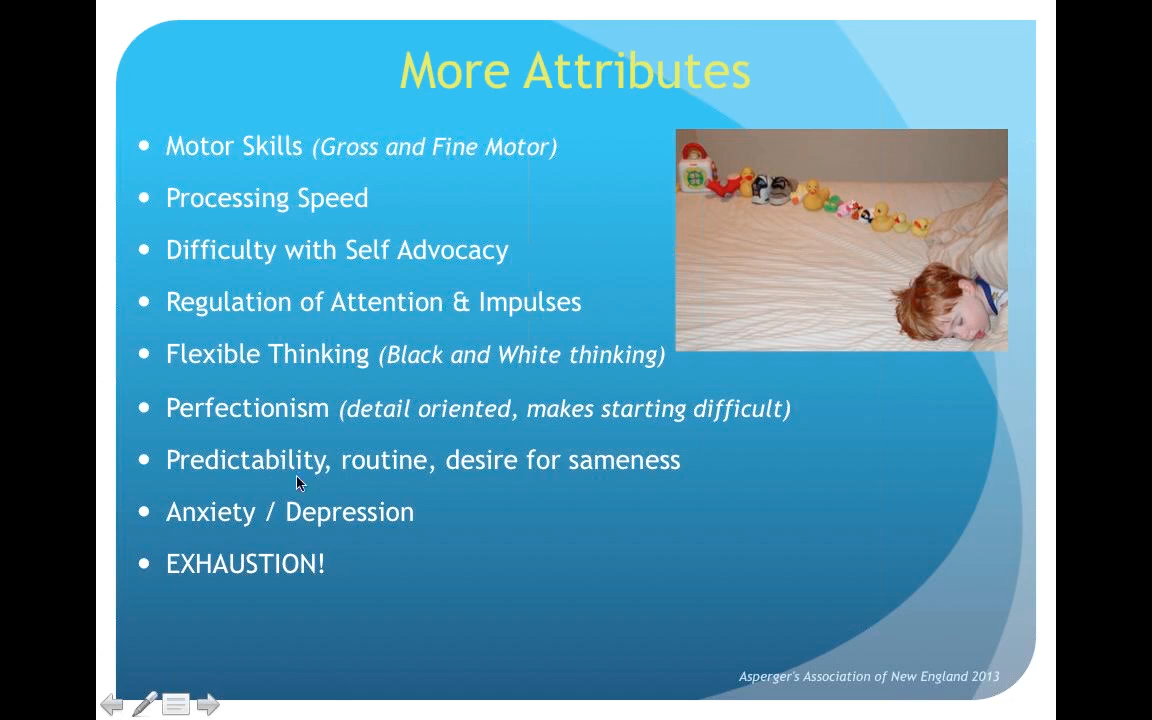 More Attributes
• Motor Skills (Gross and Fine Motor)
• Processing Speed
• Difficulty with Self Advocacy
• Regulation of Attention & Impulses
• Flexible Thinking (Black and White thinking)
• Perfectionism (detail oriented, makes starting difficult)
• Predictability, routine, desire for sameness
• Anxiety / Depression
• EXHAUSTION!
Asperger's Association of New England 2013